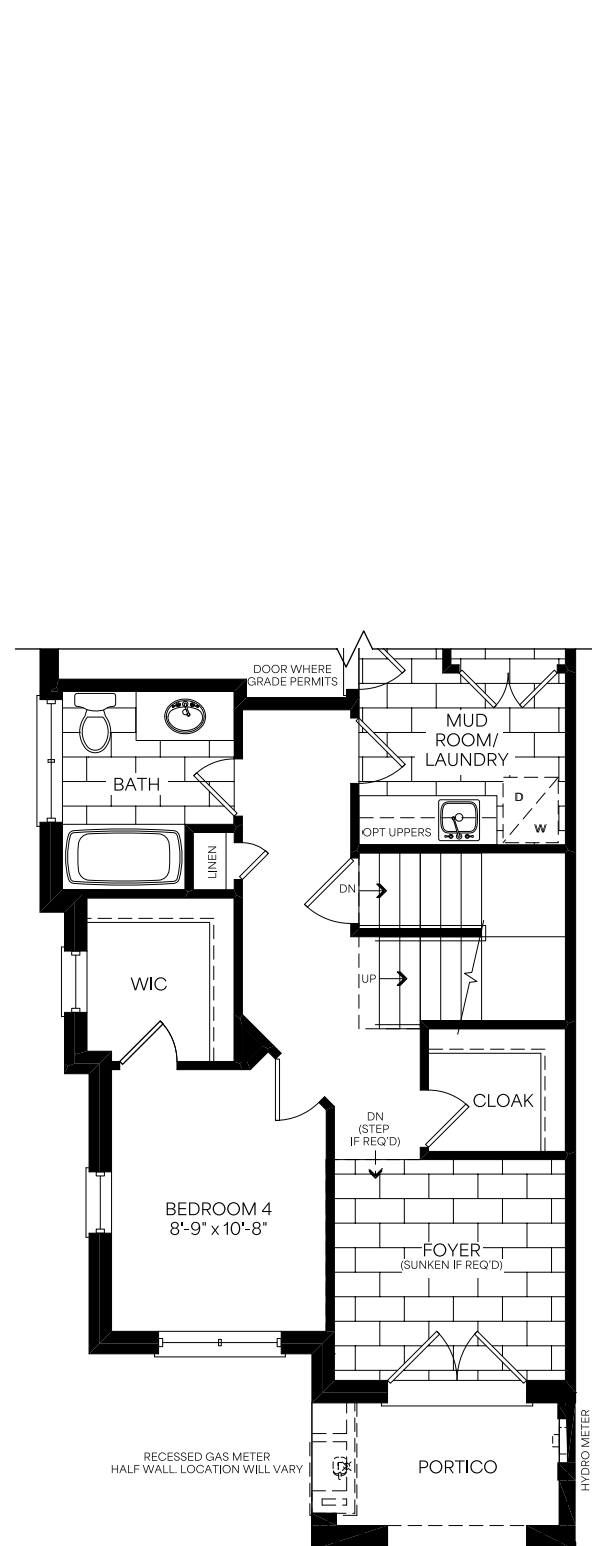 DOOR WHERE
GRADE PERMITS
MUD
ROOM/
LAUNDRY
BATH
D
W
OPT UPPERS
LINEN
DN
WIC
UP
CLOAK
DN
(STEP
IF REQ'D)
BEDROOM 4
8'-9" x 10'-8"
FOYER
(SUNKEN IF REQ'D)
RECESSED GAS METER
HALF WALL. LOCATION WILL VARY
PORTICO
HYDRO METER